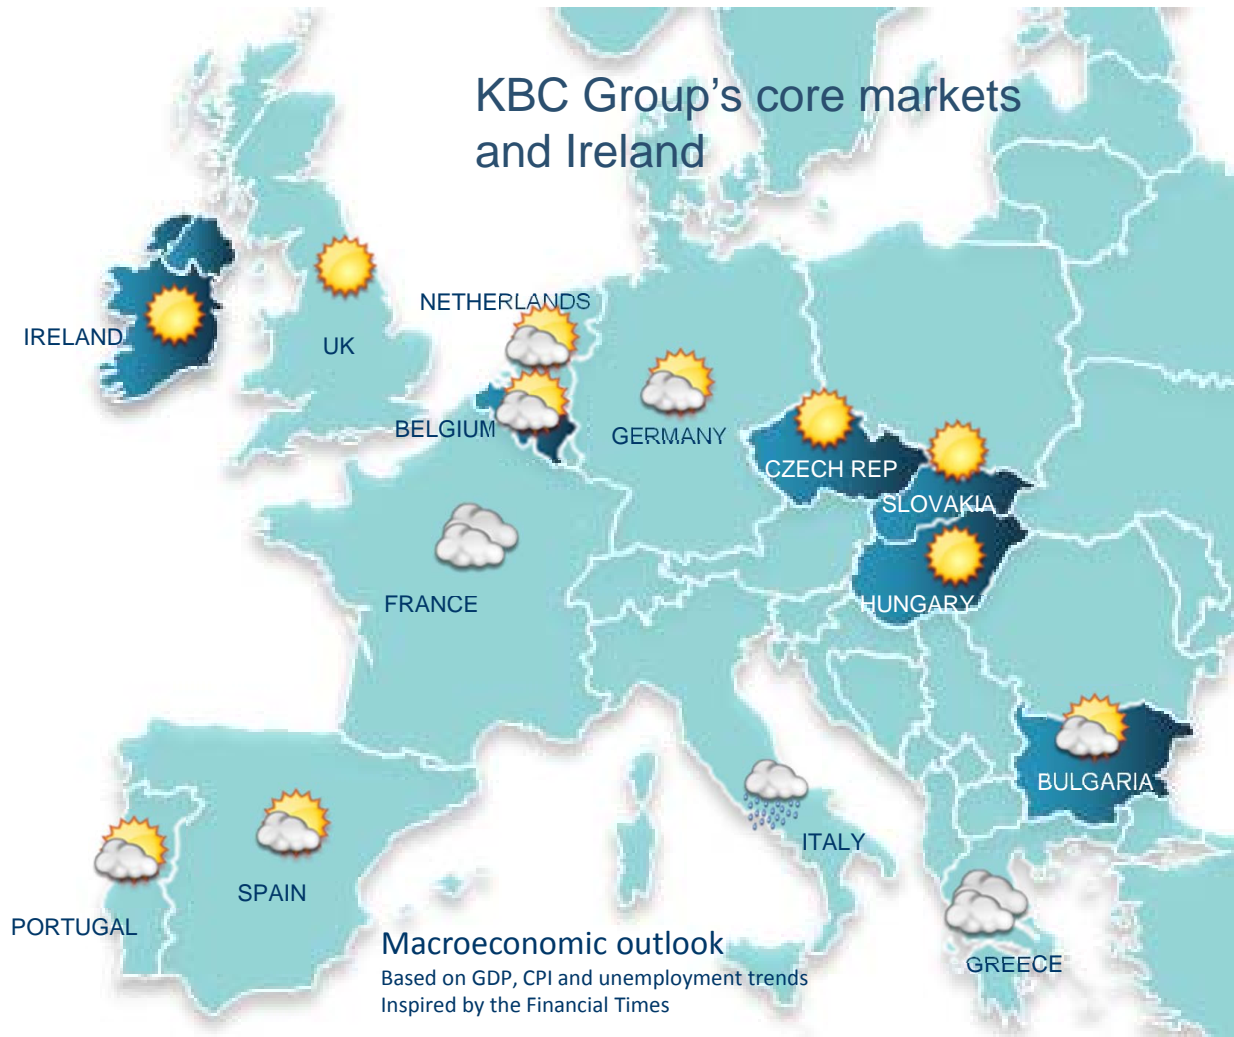 KBC Group’s core markets
and Ireland
NETHERLANDS
IRELAND
UK
BELGIUM
GERMANY
CZECH REP
SLOVAKIA
FRANCE
HUNGARY
BULGARIA
ITALY
SPAIN
PORTUGAL
Macroeconomic outlook
Based on GDP, CPI and unemployment trends
Inspired by the Financial Times
GREECE